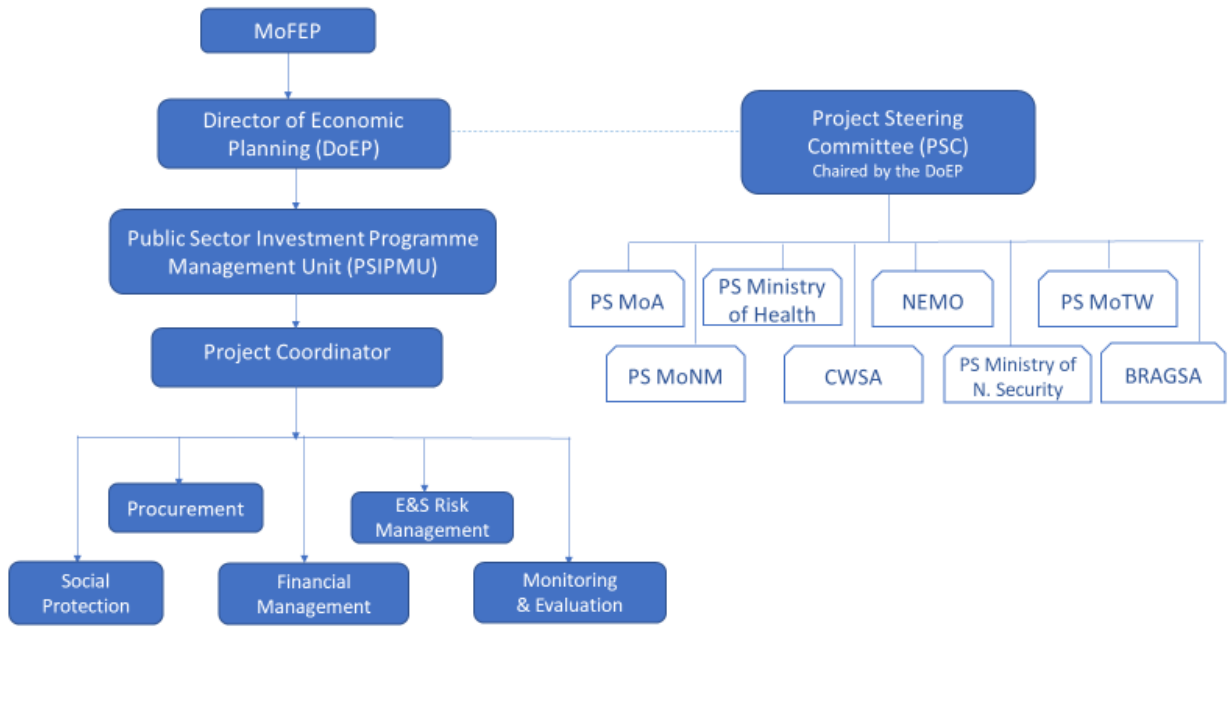 MoFEP
Director of Economic
Planning (DoEP)
Project Steering
Committee (PSC)
Chaired by the DoEP
Public Sector Investment Programme
Management Unit (PSIPMU)
PS MoA
PS Ministry
of Health
NEMO
PS MoTW
PS MoNM
CWSA
PS Ministry of
N. Security
BRAGSA
Project Coordinator
Procurement
E&S Risk
Management
Social
Protection
Financial
Management
Monitoring
& Evaluation